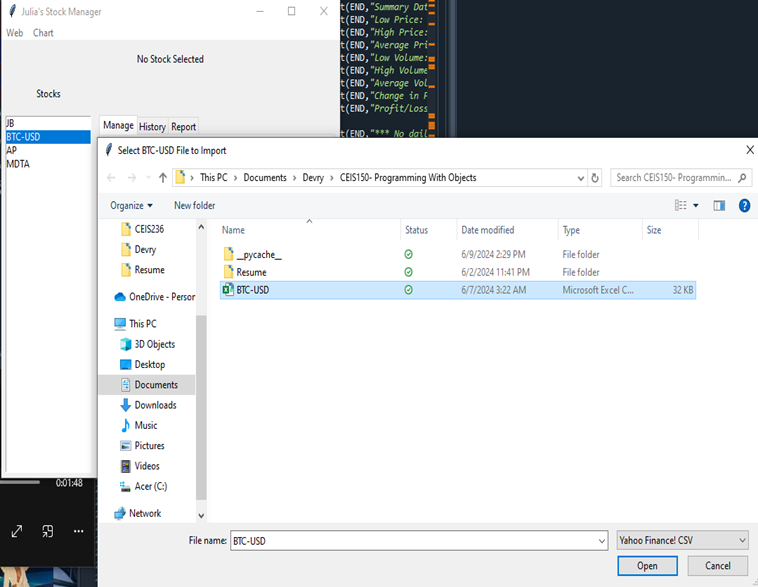 Julia's Stock Manager
Web Chart
No Stock Selected
Stocks
JB
BTC-USD
AP
MDTA
Manage History Report
t(END,"Summary Dat
t(END,"Low Price:
t(END,"High Price:
t(END,"Average Pri
t(END,"Low Volume:
t(END,"High Volume
t(END,"Average Vol
t(END,"Change in P
t(END,"Profit/Loss
t(END,"*** No dail
Select BTC-USD File to Import
This PC > Documents > Devry > CEIS150- Programming With Objects
Search CEIS150- Programmin...
Organize New folder
Name Status Date modified Type Size
__pycache__ 6/9/2024 2:29 PM File folder
Resume 6/2/2024 11:41 PM File folder
BTC-USD 6/7/2024 3:22 AM Microsoft Excel C... 32 KB
CEIS236
Devry
Resume
OneDrive - Person
This PC
3D Objects
Desktop
Documents
Downloads
Music
Pictures
Videos
Acer (C:)
Network
0:01:48
File name: BTC-USD Yahoo Finance! CSV
Open Cancel